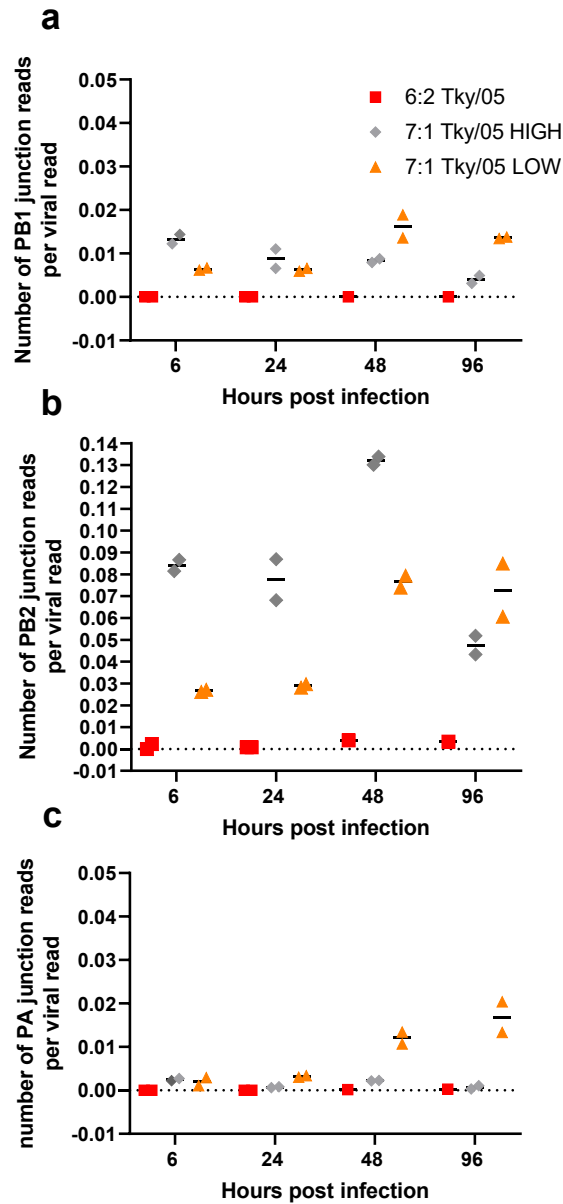 a
0.05
0.04
0.03
0.02
0.01
0.00
-0.01
Number of PB1 junction reads
per viral read
6:2 Tky/05
7:1 Tky/05 HIGH
7:1 Tky/05 LOW
6 24 48 96
Hours post infection
b
0.14
0.13
0.12
0.11
0.10
0.09
0.08
0.07
0.06
0.05
0.04
0.03
0.02
0.01
0.00
-0.01
Number of PB2 junction reads
per viral read
6 24 48 96
Hours post infection
c
0.05
0.04
0.03
0.02
0.01
0.00
-0.01
number of PA junction reads
per viral read
6 24 48 96
Hours post infection